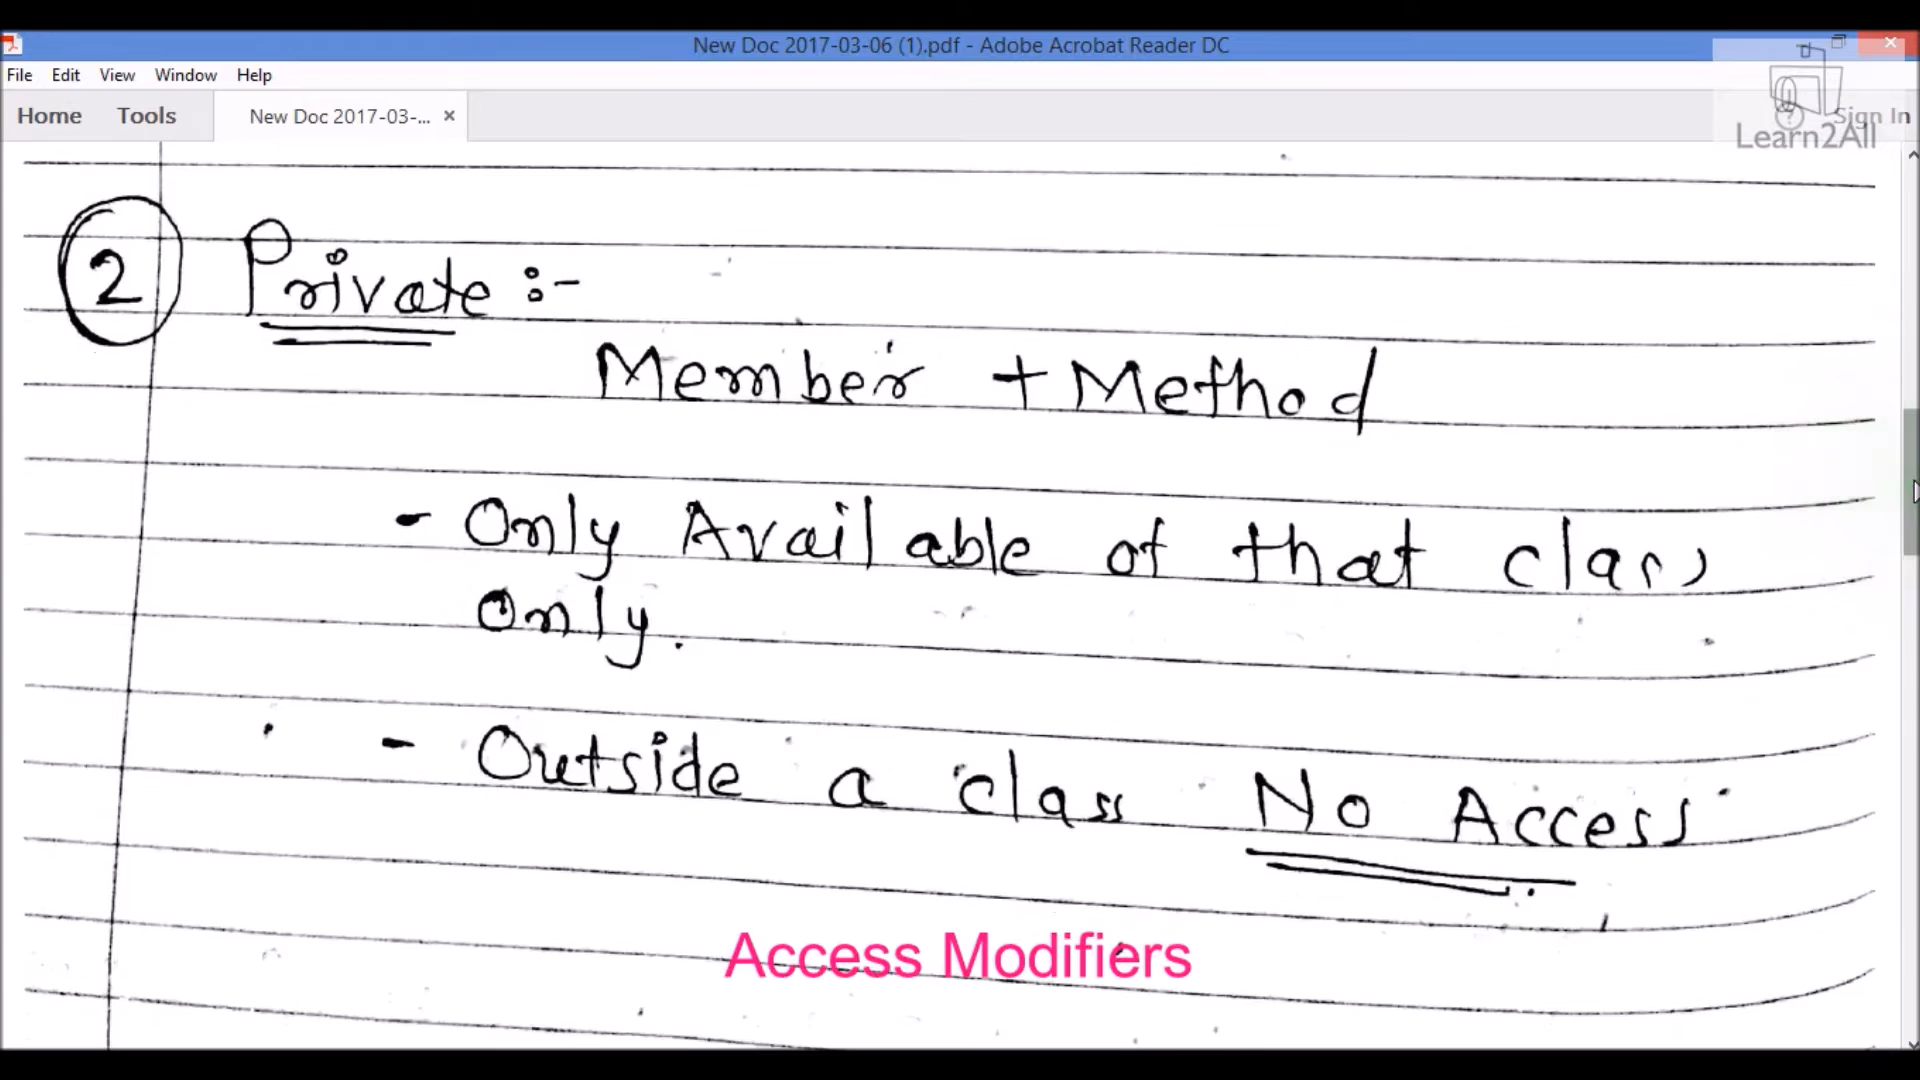 New Doc 2017-03-06 (1).pdf - Adobe Acrobat Reader DC
File Edit View Window Help
Home Tools New Doc 2017-03-... × ? Sign In
Learn2All
2 Private :-
Member + Method
- Only Available of that class
Only.
- Outside a class No Access
Access Modifiers